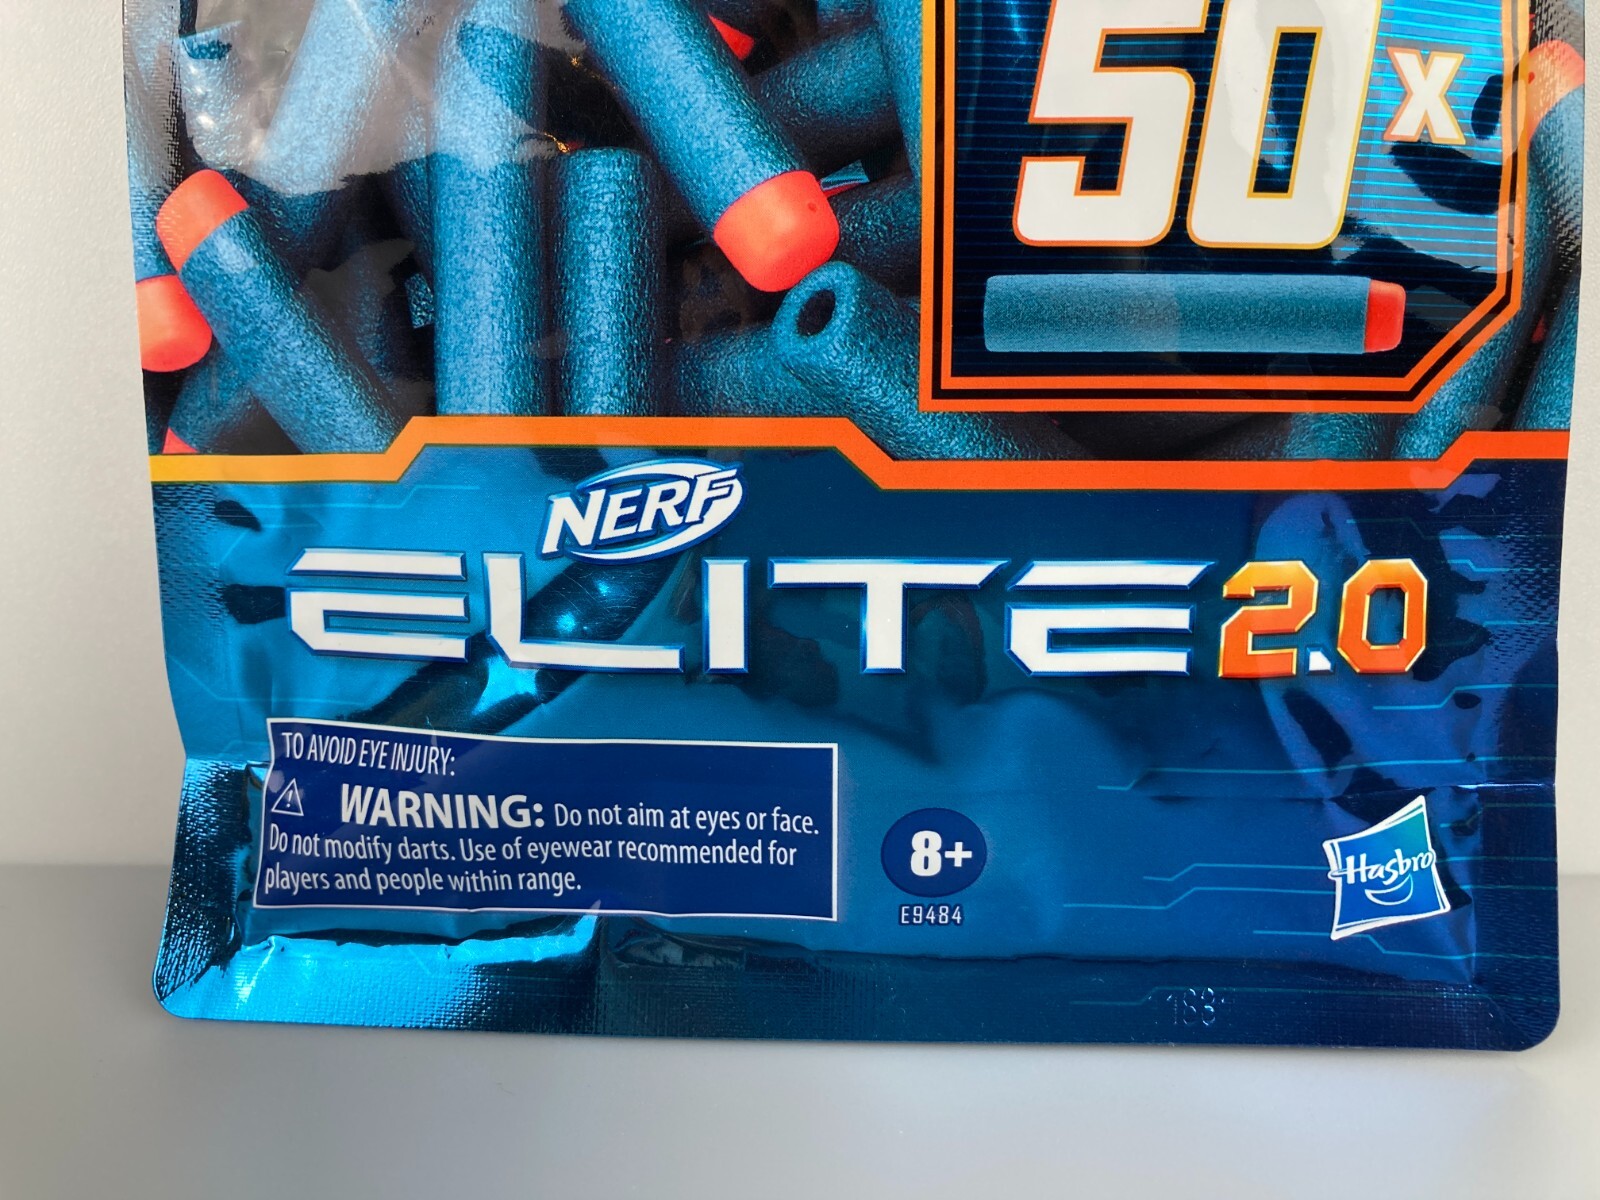 50x
NERF
ELITE 2.0
TO AVOID EYE INJURY:
WARNING: Do not aim at eyes or face.
Do not modify darts. Use of eyewear recommended for
players and people within range.
8+
E9484
Hasbro